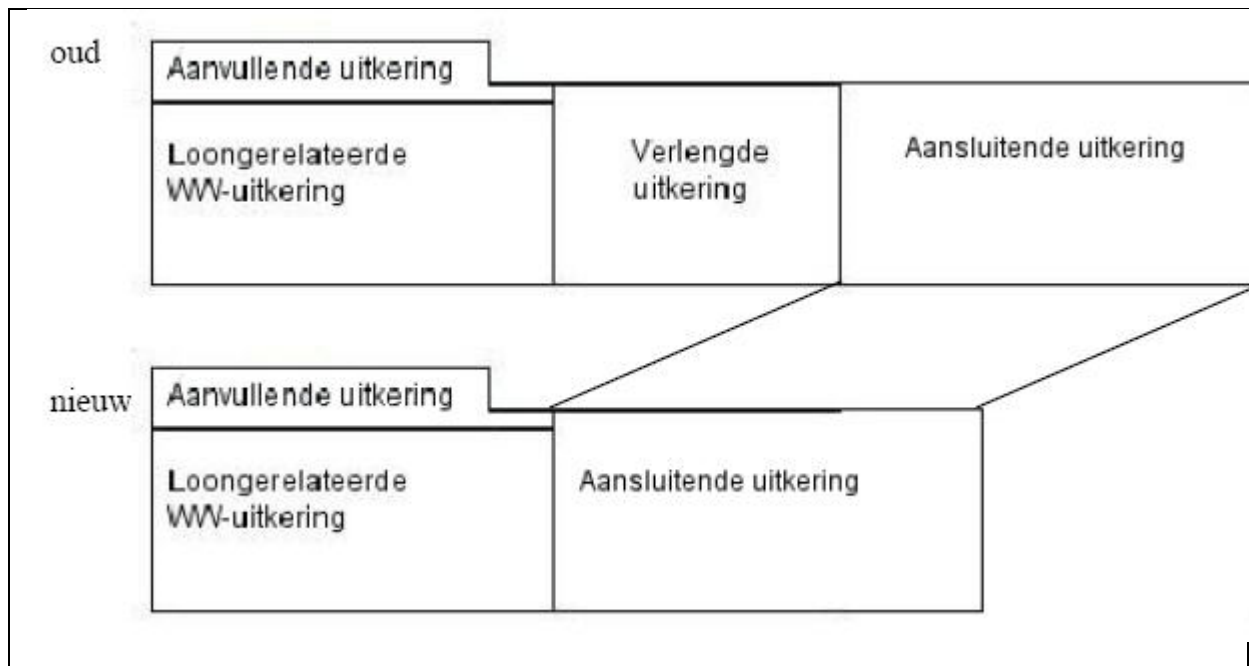 oud
Aanvullende uitkering
Loongerelateerde
WW-uitkering
Verlengde
uitkering
Aansluitende uitkering
nieuw
Aanvullende uitkering
Loongerelateerde
WW-uitkering
Aansluitende uitkering